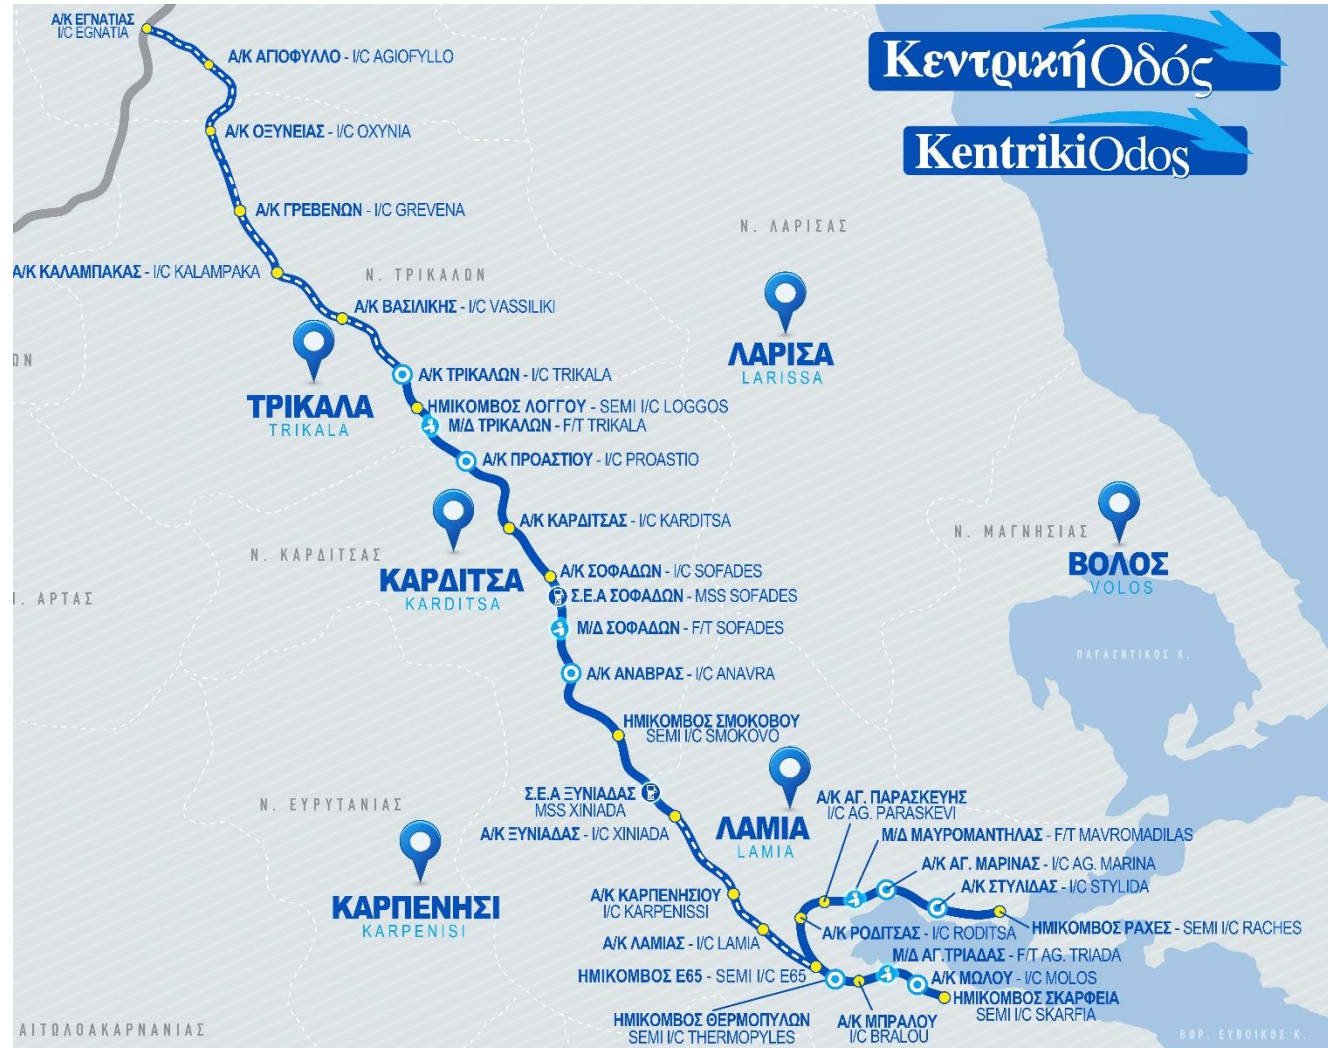 Α/Κ ΕΓΝΑΤΙΑΣ
I/C EGNATIA
Α/Κ ΑΓΙΟΦΥΛΛΟ - I/C AGIOFYLLO
ΚεντρικήΟδός
Α/Κ ΟΞΥΝΕΙΑΣ - I/C OXYNIA
KentrikiOdos
Α/Κ ΓΡΕΒΕΝΩΝ - I/C GREVENA
Ν. ΛΑΡΙΣΑΣ
Α/Κ ΚΑΛΑΜΠΑΚΑΣ - I/C KALAMPAKA
Ν. ΤΡΙΚΑΛΩΝ
Α/Κ ΒΑΣΙΛΙΚΗΣ - I/C VASSILIKI
ΛΑΡΙΣΑ
LARISSA
ΩΝ
Α/Κ ΤΡΙΚΑΛΩΝ - I/C TRIKALA
ΤΡΙΚΑΛΑ
TRIKALA
ΗΜΙΚΟΜΒΟΣ ΛΟΓΓΟΥ - SEMI I/C LOGGOS
Μ/Δ ΤΡΙΚΑΛΩΝ - F/T TRIKALA
Α/Κ ΠΡΟΑΣΤΙΟΥ - I/C PROASTIO
Α/Κ ΚΑΡΔΙΤΣΑΣ - I/C KARDITSA
Ν. ΜΑΓΝΗΣΙΑΣ
Ν. ΚΑΡΔΙΤΣΑΣ
ΚΑΡΔΙΤΣΑ
KARDITSA
ΒΟΛΟΣ
VOLOS
Α/Κ ΣΟΦΑΔΩΝ - I/C SOFADES
Σ.Ε.Α ΣΟΦΑΔΩΝ - MSS SOFADES
. ΑΡΤΑΣ
Μ/Δ ΣΟΦΑΔΩΝ - F/T SOFADES
ΠΑΓΑΣΗΤΙΚΟΣ Κ.
Α/Κ ΑΝΑΒΡΑΣ - I/C ANAVRA
ΗΜΙΚΟΜΒΟΣ ΣΜΟΚΟΒΟΥ
SEMI I/C SMOKOVO
Σ.Ε.Α ΞΥΝΙΑΔΑΣ
MSS XINIADA
Ν. ΕΥΡΥΤΑΝΙΑΣ
Α/Κ ΞΥΝΙΑΔΑΣ - I/C XINIADA
ΛΑΜΙΑ
LAMIA
Α/Κ ΑΓ. ΠΑΡΑΣΚΕΥΗΣ
I/C AG. PARASKEVI
Μ/Δ ΜΑΥΡΟΜΑΝΤΗΛΑΣ - F/T MAVROMADILAS
Α/Κ ΑΓ. ΜΑΡΙΝΑΣ - I/C AG. MARINA
Α/Κ ΣΤΥΛΙΔΑΣ - I/C STYLIDA
ΚΑΡΠΕΝΗΣΙ
KARPENISI
Α/Κ ΚΑΡΠΕΝΗΣΙΟΥ
I/C KARPENISSI
Α/Κ ΡΟΔΙΤΣΑΣ - I/C RODITSA
ΗΜΙΚΟΜΒΟΣ ΡΑΧΕΣ - SEMI I/C RACHES
Α/Κ ΛΑΜΙΑΣ - I/C LAMIA
Μ/Δ ΑΓ.ΤΡΙΑΔΑΣ - F/T AG. TRIADA
ΗΜΙΚΟΜΒΟΣ Ε65 - SEMI I/C E65
Α/Κ ΜΩΛΟΥ - I/C MOLOS
ΗΜΙΚΟΜΒΟΣ ΣΚΑΡΦΕΙΑ
SEMI I/C SKARFIA
ΗΜΙΚΟΜΒΟΣ ΘΕΡΜΟΠΥΛΩΝ
SEMI I/C THERMOPYLES
Α/Κ ΜΠΡΑΛΟΥ
I/C BRALOU
ΑΙΤΩΛΟΑΚΑΡΝΑΝΙΑΣ
ΒΟΡ. ΕΥΒΟΙΚΟΣ Κ.